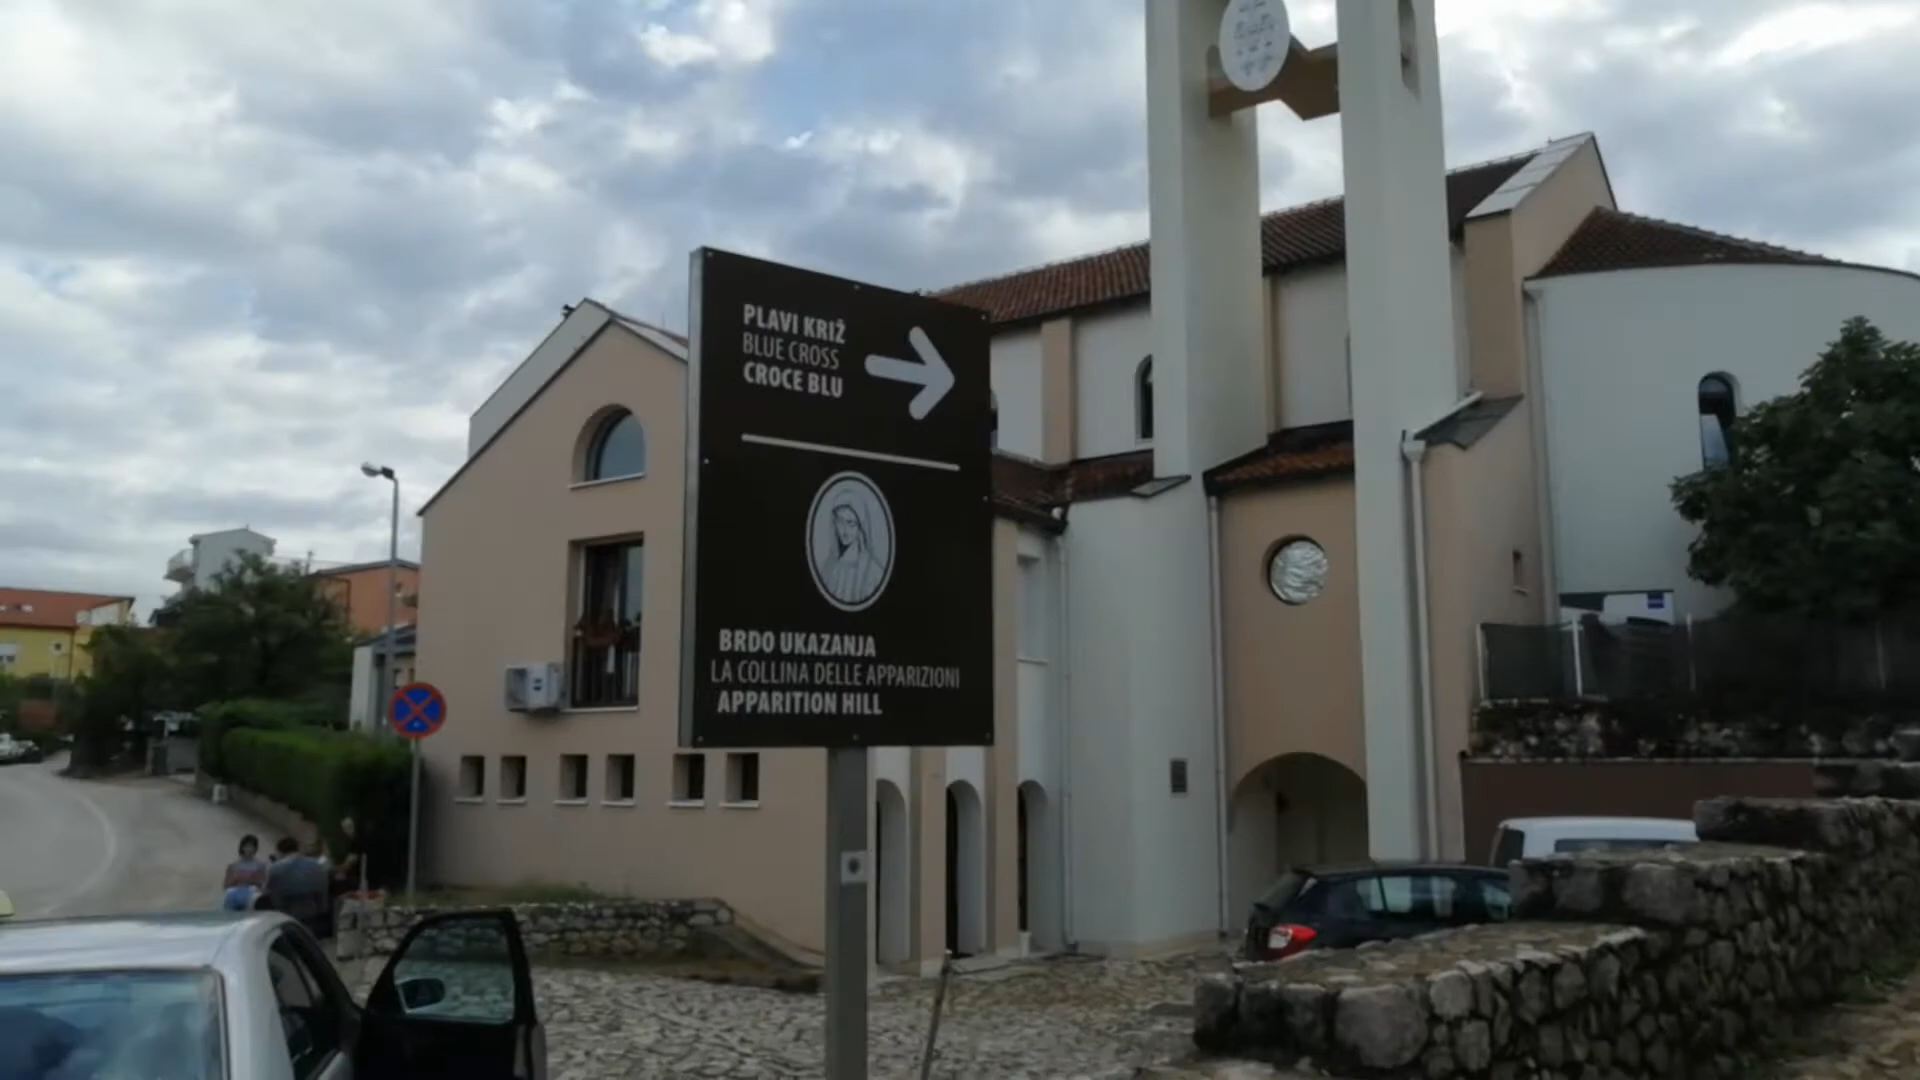 PLAVI KRIŽ
BLUE CROSS
CROCE BLU
BRDO UKAZANJA
LA COLLINA DELLE APPARIZIONI
APPARITION HILL